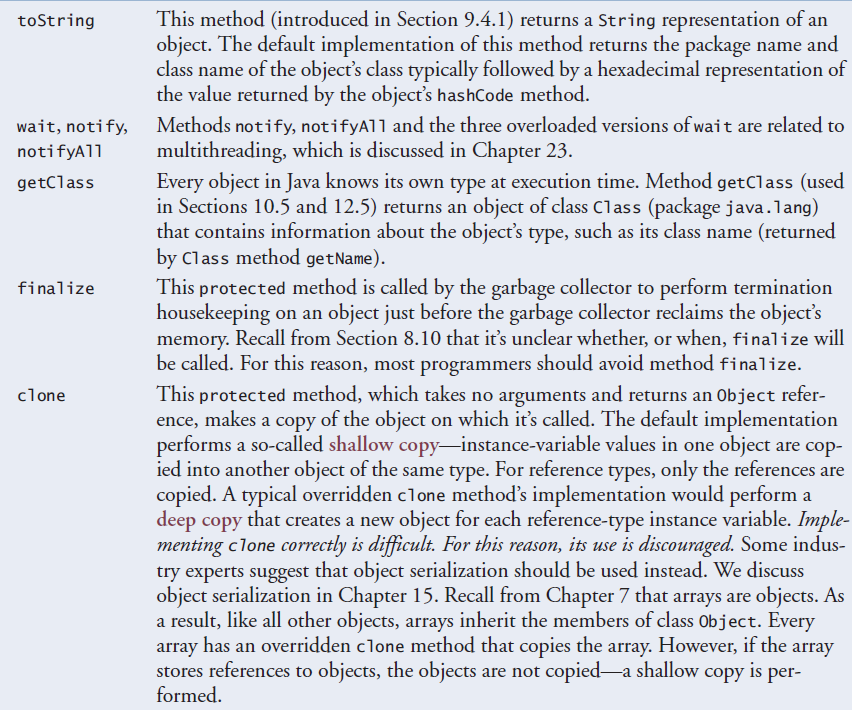 toString This method (introduced in Section 9.4.1) returns a String representation of an
object. The default implementation of this method returns the package name and
class name of the object's class typically followed by a hexadecimal representation of
the value returned by the object's hashCode method.
wait, notify, Methods notify, notifyAll and the three overloaded versions of wait are related to
notifyAll multithreading, which is discussed in Chapter 23.
getClass Every object in Java knows its own type at execution time. Method getClass (used
in Sections 10.5 and 12.5) returns an object of class Class (package java.lang)
that contains information about the object's type, such as its class name (returned
by Class method getName).
finalize This protected method is called by the garbage collector to perform termination
housekeeping on an object just before the garbage collector reclaims the object's
memory. Recall from Section 8.10 that it's unclear whether, or when, finalize will
be called. For this reason, most programmers should avoid method finalize.
clone This protected method, which takes no arguments and returns an Object refer-
ence, makes a copy of the object on which it's called. The default implementation
performs a so-called shallow copy—instance-variable values in one object are cop-
ied into another object of the same type. For reference types, only the references are
copied. A typical overridden clone method's implementation would perform a
deep copy that creates a new object for each reference-type instance variable. Imple-
menting clone correctly is difficult. For this reason, its use is discouraged. Some indus-
try experts suggest that object serialization should be used instead. We discuss
object serialization in Chapter 15. Recall from Chapter 7 that arrays are objects. As
a result, like all other objects, arrays inherit the members of class Object. Every
array has an overridden clone method that copies the array. However, if the array
stores references to objects, the objects are not copied—a shallow copy is per-
formed.